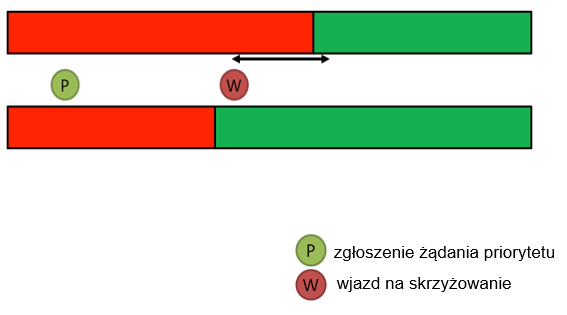 P
W
P zgłoszenie żądania priorytetu
W wjazd na skrzyżowanie